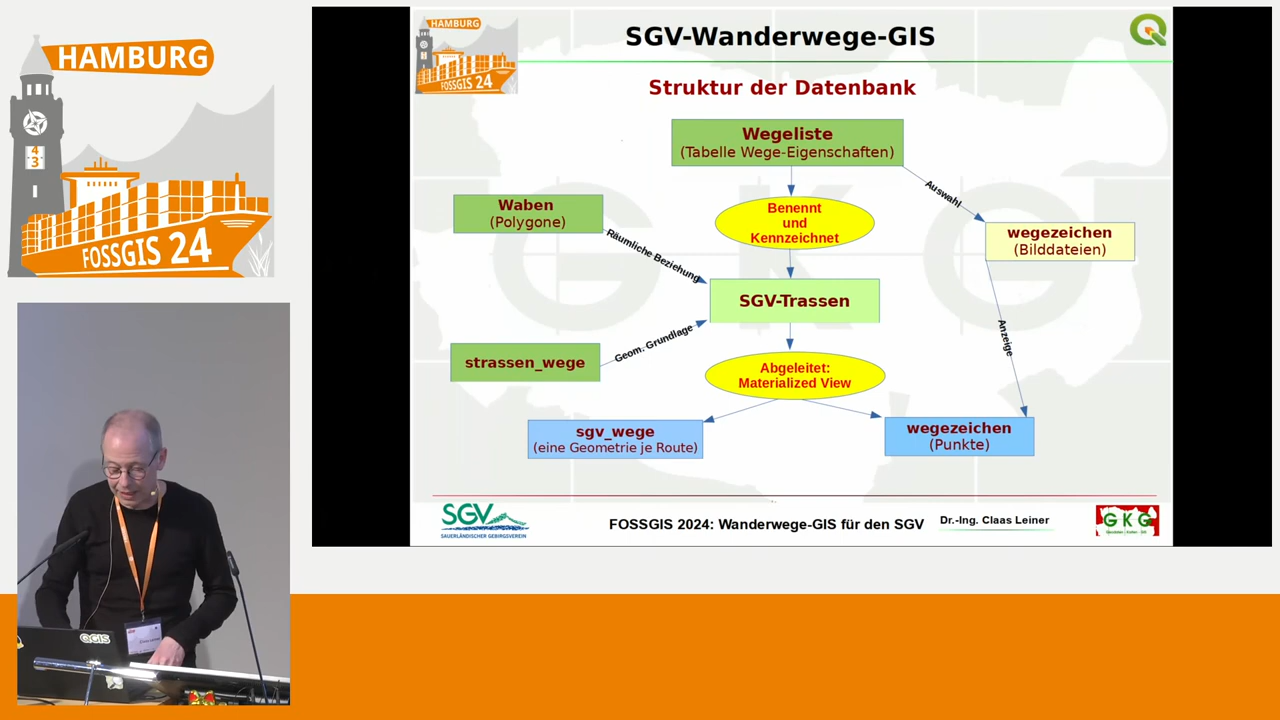 HAMBURG
4
3
FOSSGIS 24
HAMBURG
FOSSGIS 24
SGV-Wanderwege-GIS
Struktur der Datenbank
Wegeliste
(Tabelle Wege-Eigenschaften)
Auswahl
Waben
(Polygone)
Benennt
und
Kennzeichnet
wegezeichen
(Bilddateien)
Räumliche Beziehung
SGV-Trassen
strassen_wege
Geom. Grundlage
Anzeige
Abgeleitet:
Materialized View
sgv_wege
(eine Geometrie je Route)
wegezeichen
(Punkte)
SGV
SAUERLÄNDISCHER GEBIRGSVEREIN
FOSSGIS 2024: Wanderwege-GIS für den SGV
Dr.-Ing. Claas Leiner
GKG
QGIS